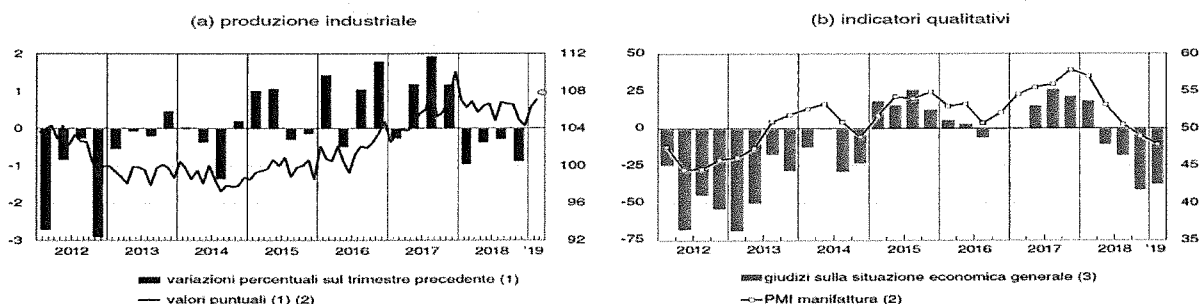 (a) produzione industriale
(b) indicatori qualitativi
2 112 50 60
1 108 25 55
0 104 0 50
-1 100 -25 45
-2 96 -50 40
-3 92 -75 35
2012 2013 2014 2015 2016 2017 2018 '19
2012 2013 2014 2015 2016 2017 2018 '19
variazioni percentuali sul trimestre precedente (1)
valori puntuali (1) (2)
giudizi sulla situazione economica generale (3)
PMI manifattura (2)